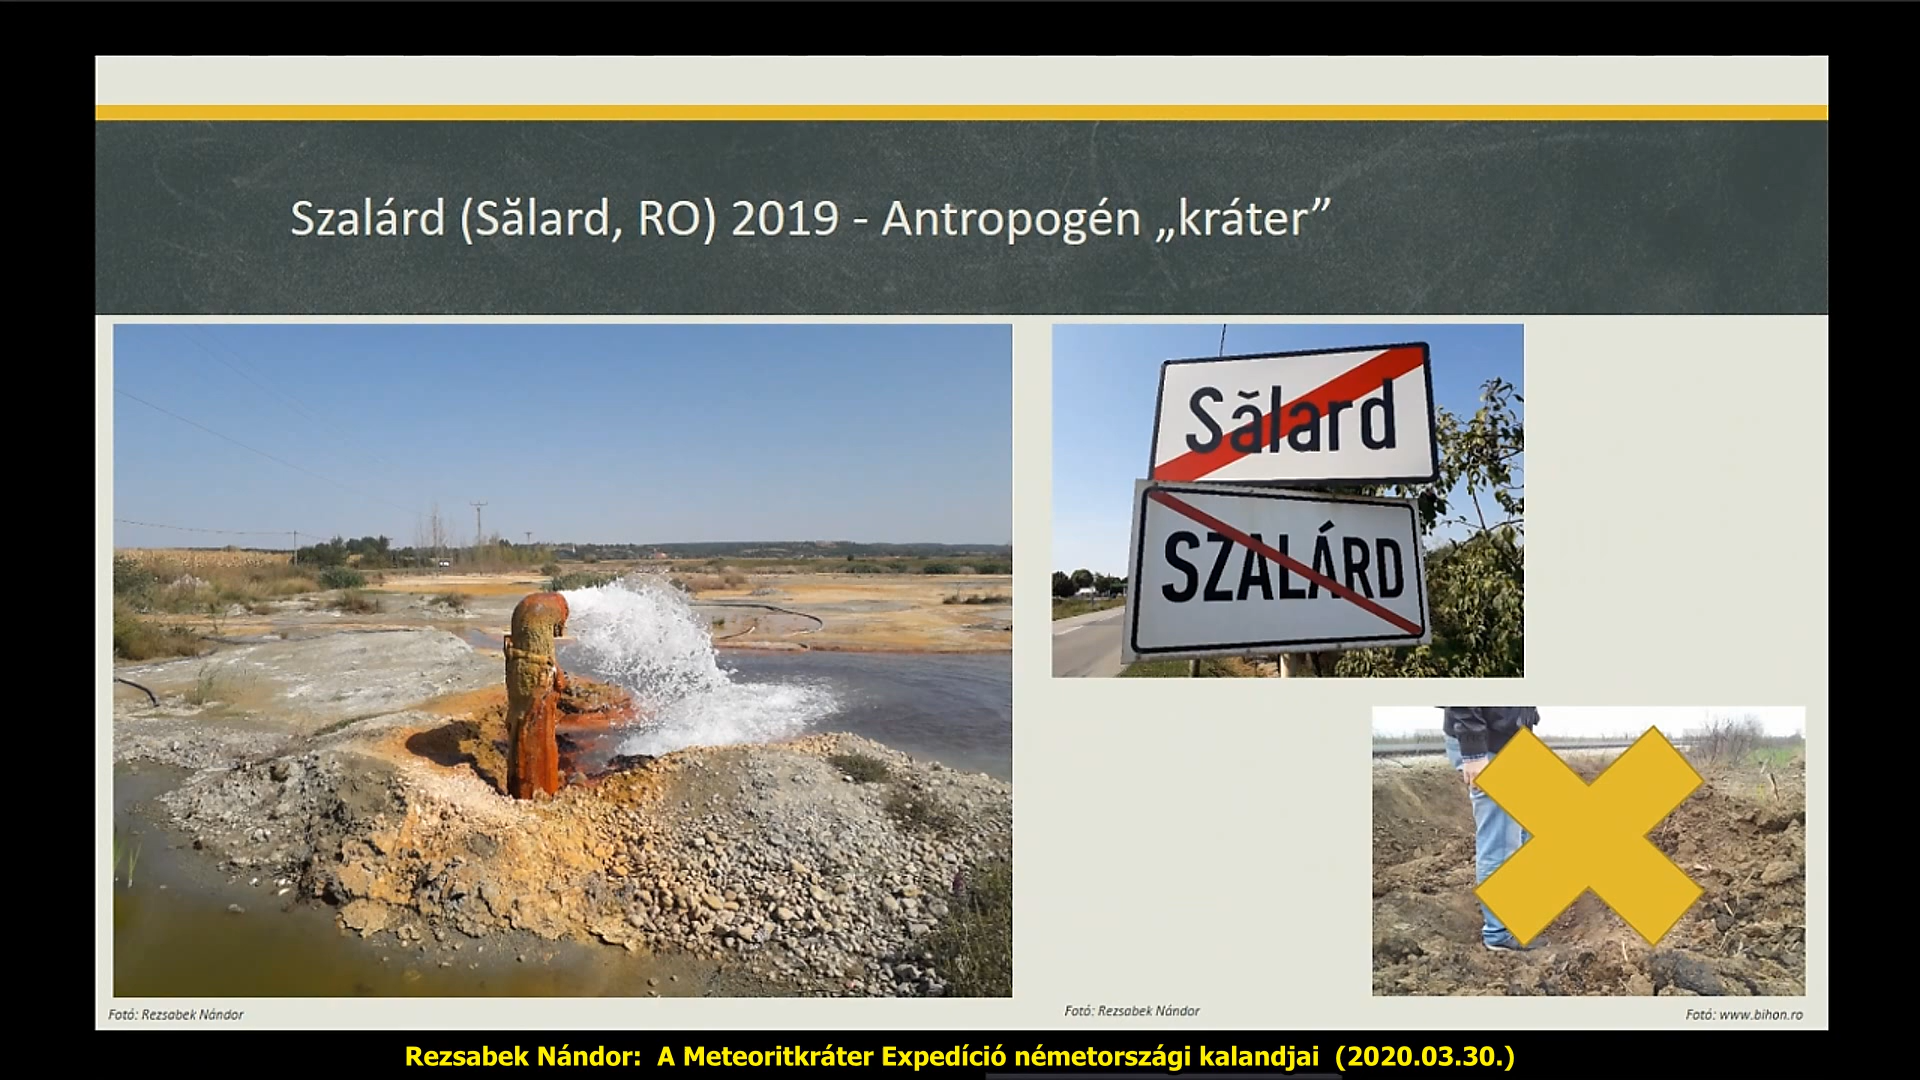 Szalárd (Sălard, RO) 2019 - Antropogén „kráter”
Sălard
SZALÁRD
Fotó: Rezsabek Nándor
Fotó: Rezsabek Nándor
Fotó: www.bihon.ro
Rezsabek Nándor: A Meteoritkráter Expedíció németországi kalandjai (2020.03.30.)